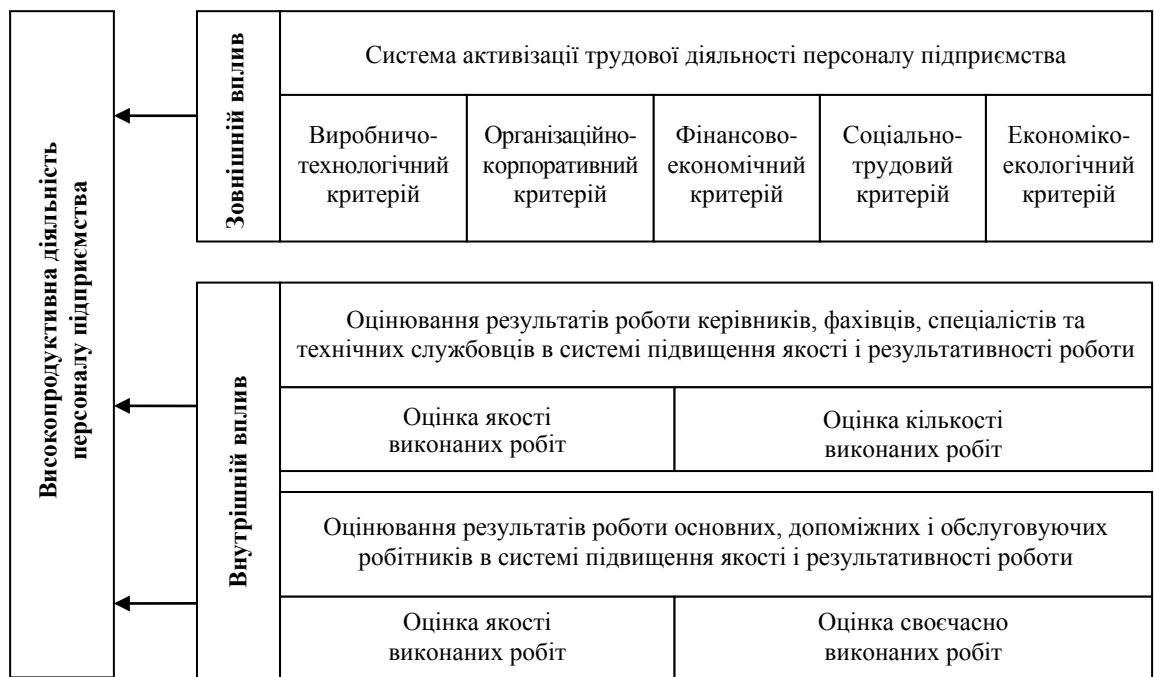 Високопродуктивна діяльність
персоналу підприємства
Зовнішній вплив
Система активізації трудової діяльності персоналу підприємства
Виробничо-
технологічний
критерій
Організаційно-
корпоративний
критерій
Фінансово-
економічний
критерій
Соціально-
трудовий
критерій
Економіко-
екологічний
критерій
Внутрішній вплив
Оцінювання результатів роботи керівників, фахівців, спеціалістів та
технічних службовців в системі підвищення якості і результативності роботи
Оцінка якості
виконаних робіт
Оцінка кількості
виконаних робіт
Оцінювання результатів роботи основних, допоміжних і обслуговуючих
робітників в системі підвищення якості і результативності роботи
Оцінка якості
виконаних робіт
Оцінка своєчасно
виконаних робіт